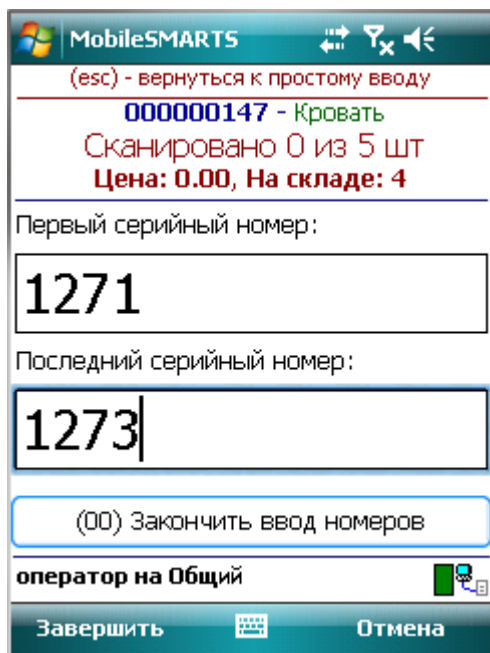 MobileSMARTS
(esc) - вернуться к простому вводу
000000147 - Кровать
Сканировано 0 из 5 шт
Цена: 0.00, На складе: 4
Первый серийный номер:
1271
Последний серийный номер:
1273
(00) Закончить ввод номеров
оператор на Общий
Завершить Отмена